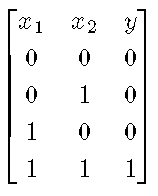 x₁ x₂ y
0 0 0
0 1 0
1 0 0
1 1 1